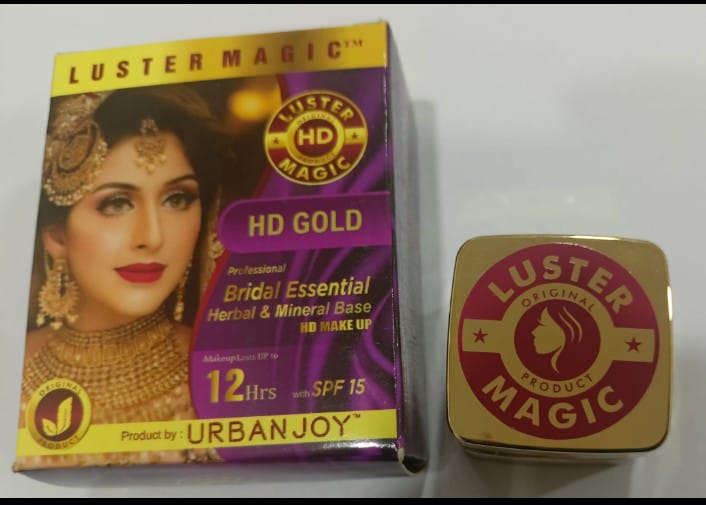 LUSTER MAGIC™
LUSTER
ORIGINAL
HD
PRODUCT
MAGIC
HD GOLD
Professional
Bridal Essential
Herbal & Mineral Base
HD MAKE UP
Makeup Lasts UP to
12Hrs with SPF 15
ORIGINAL
PRODUCT
Product by : URBANJOY™
LUSTER
ORIGINAL
PRODUCT
MAGIC